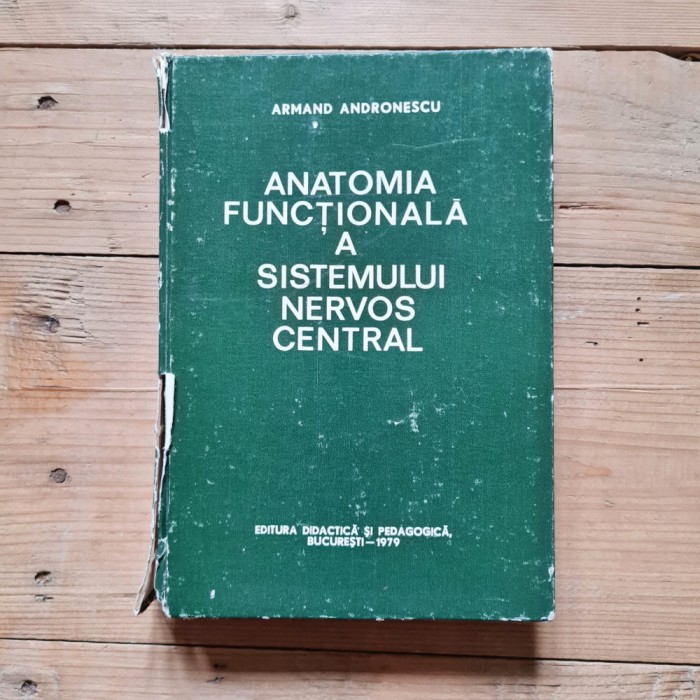 ARMAND ANDRONESCU
ANATOMIA
FUNCȚIONALĂ
A
SISTEMULUI
NERVOS
CENTRAL
EDITURA DIDACTICĂ ȘI PEDAGOGICĂ,
BUCUREȘTI—1979